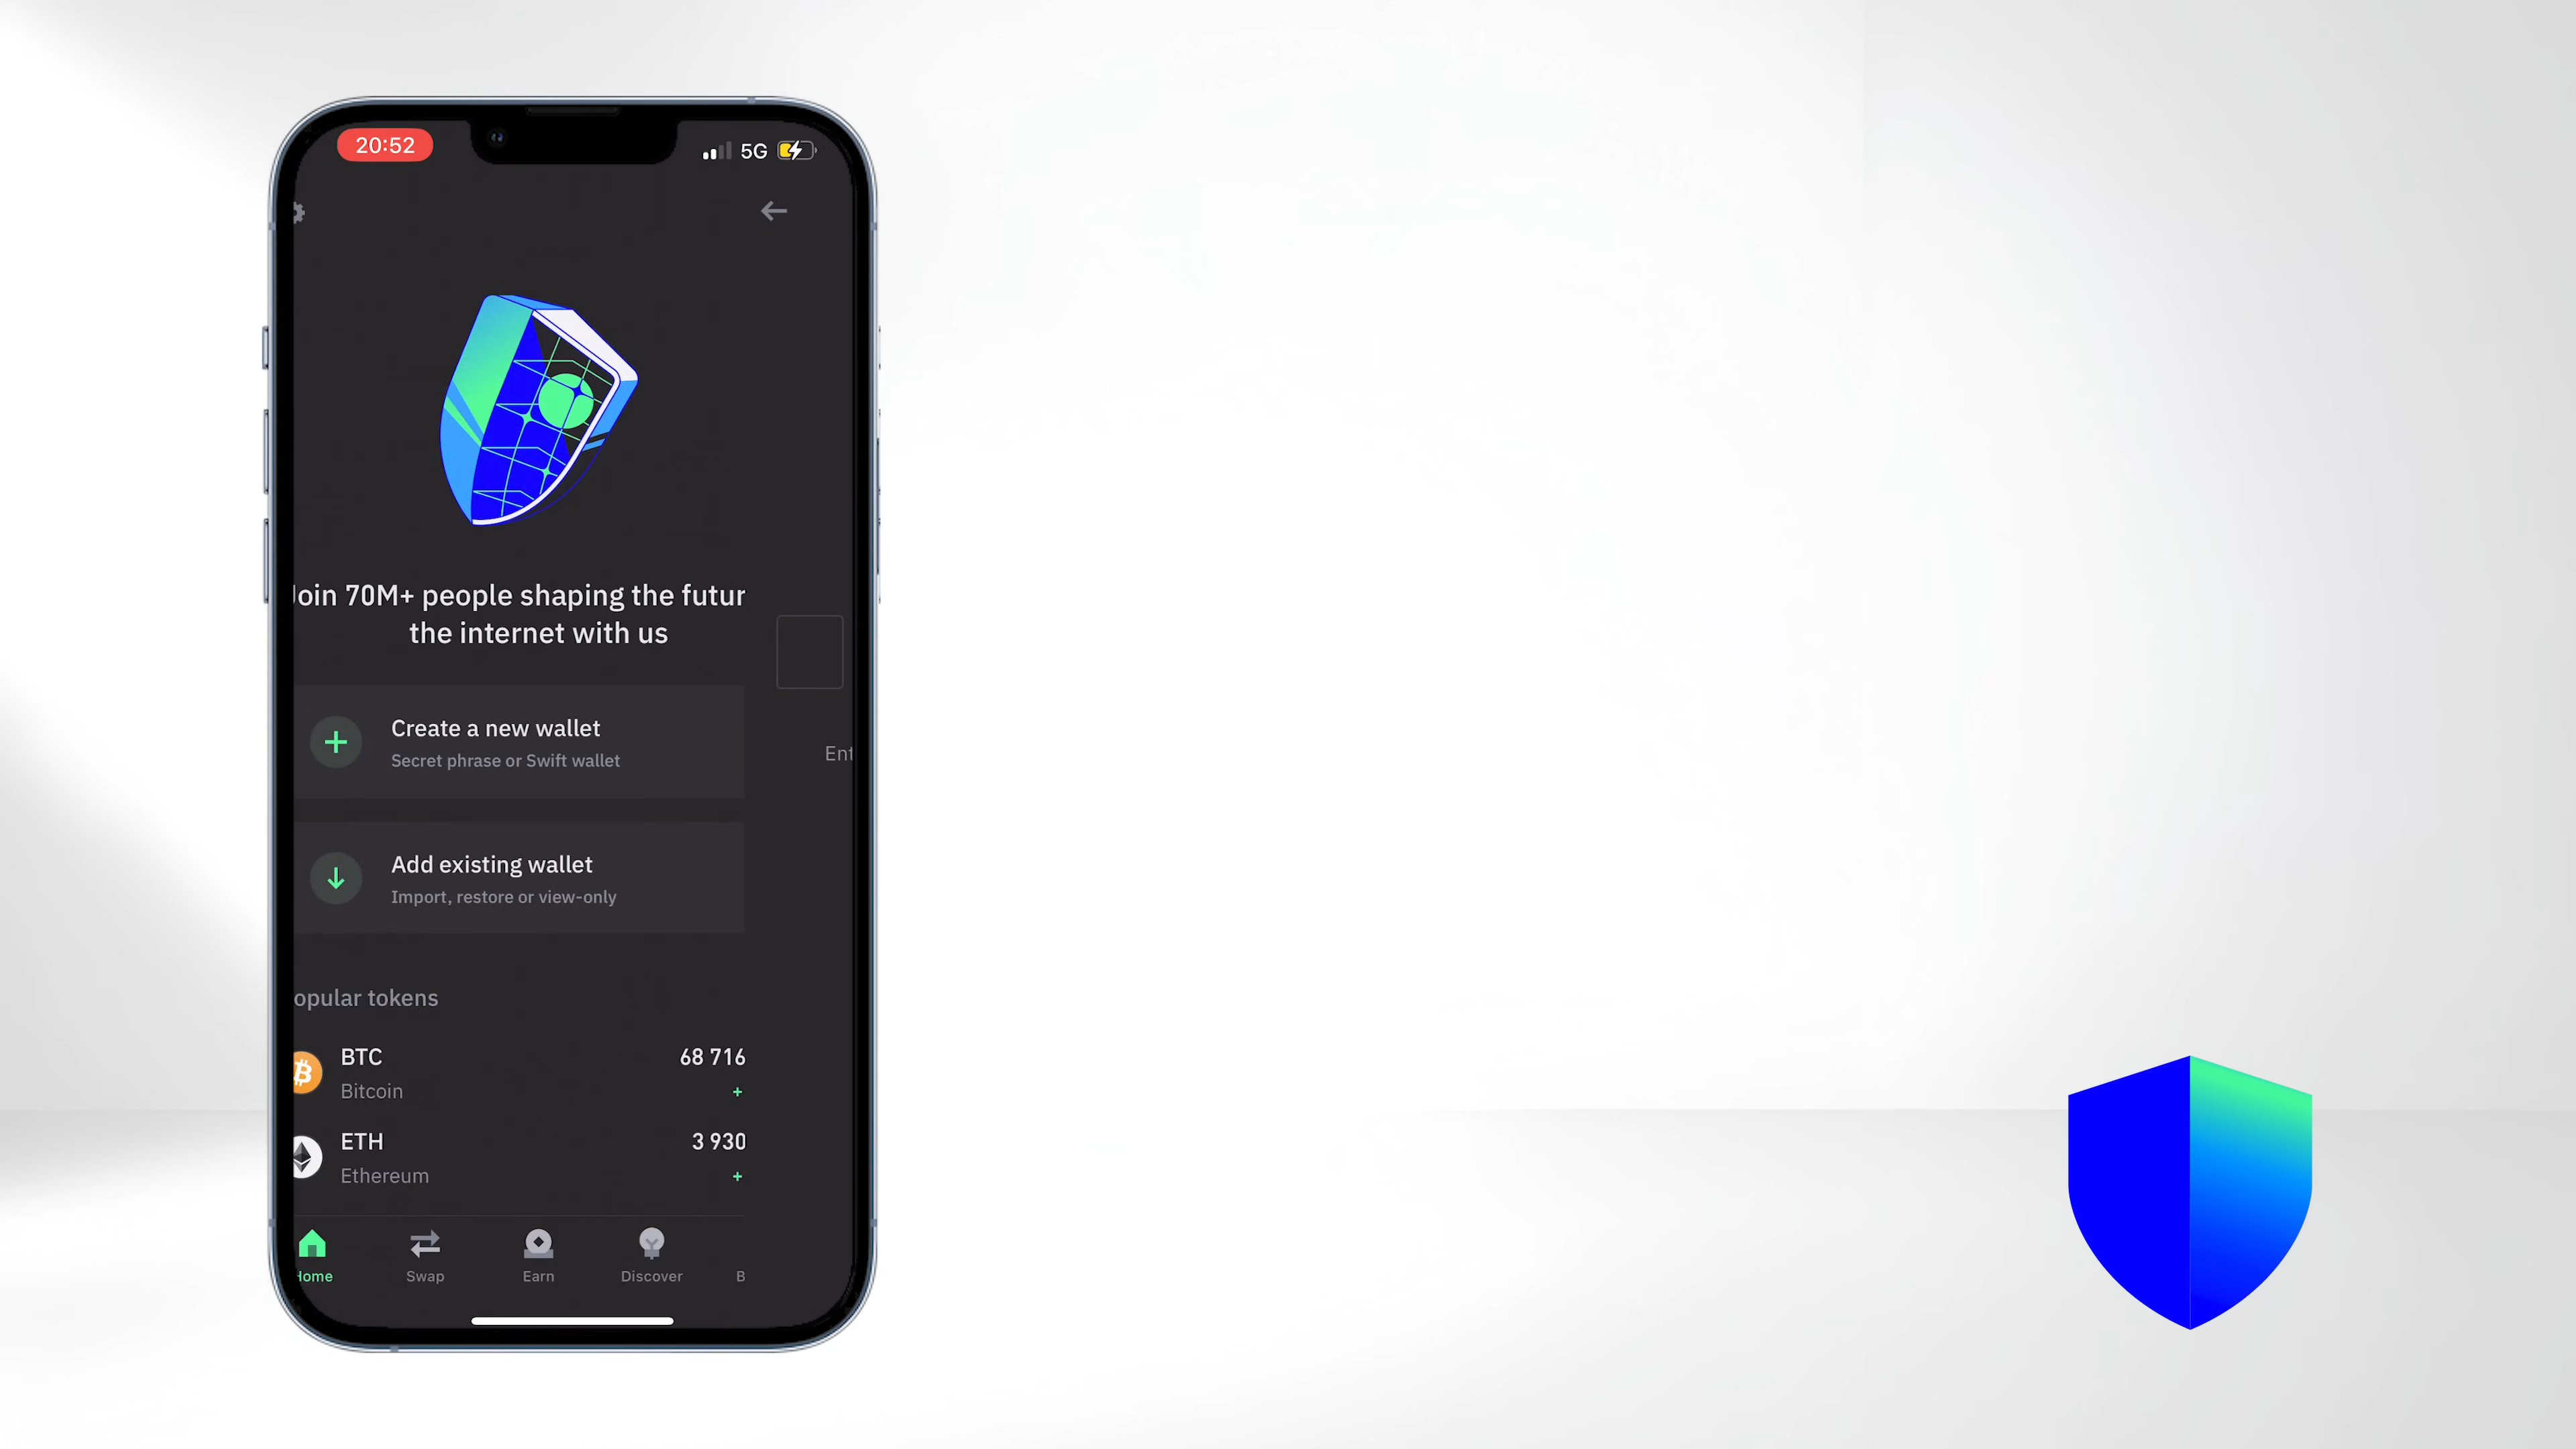 20:52
5G
Join 70M+ people shaping the futur
the internet with us
Create a new wallet
Secret phrase or Swift wallet
Ent
Add existing wallet
Import, restore or view-only
opular tokens
BTC
68 716
Bitcoin
+
ETH
3 930
Ethereum
+
Home
Swap
Earn
Discover
B